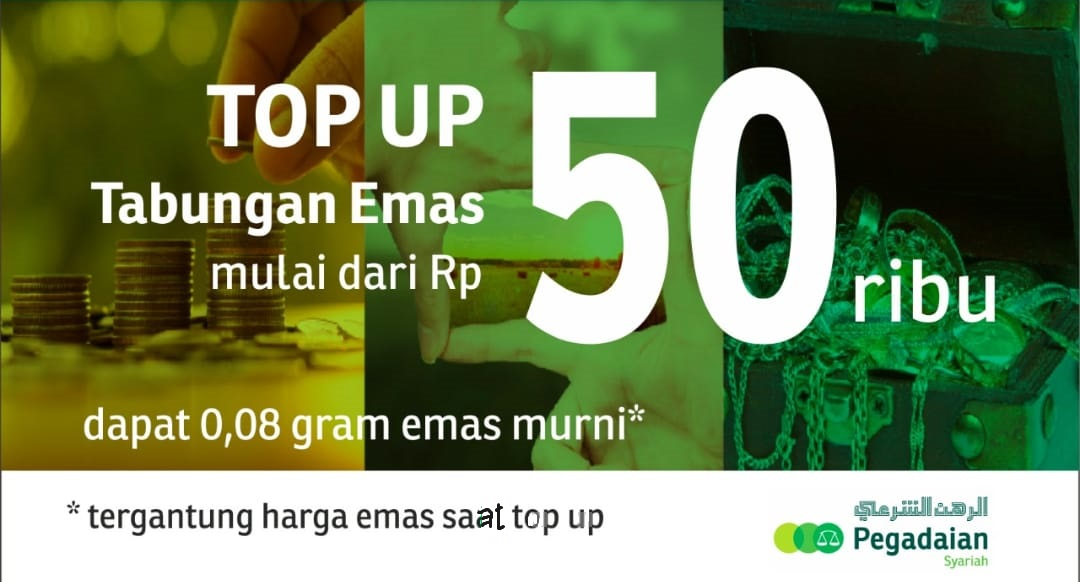 TOP UP
Tabungan Emas
mulai dari Rp
50 ribu
dapat 0,08 gram emas murni*
* tergantung harga emas saat top up
الرهن الشرعي
Pegadaian
Syariah